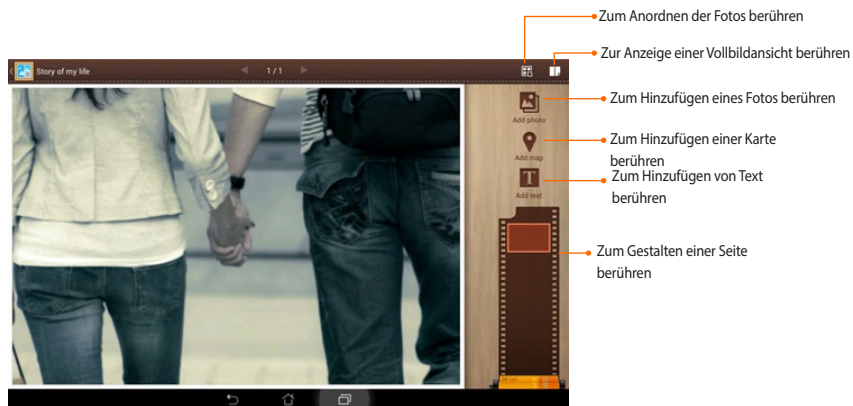 Zum Anordnen der Fotos berühren
Zur Anzeige einer Vollbildansicht berühren
Story of my life
1 / 1
Add photo
Zum Hinzufügen eines Fotos berühren
Add map
Zum Hinzufügen einer Karte
berühren
Add text
Zum Hinzufügen von Text
berühren
Zum Gestalten einer Seite
berühren